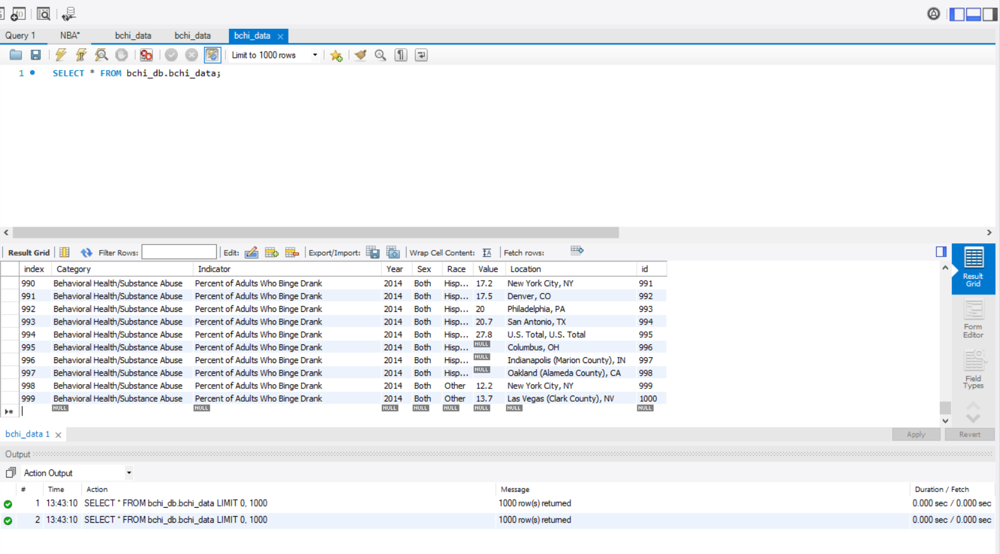 Query 1 NBA* bchi_data bchi_data bchi_data
Limit to 1000 rows
1 SELECT * FROM bchi_db.bchi_data;
Result Grid Filter Rows: Edit: Export/Import: Wrap Cell Content: Fetch rows:
index Category Indicator Year Sex Race Value Location id
990 Behavioral Health/Substance Abuse Percent of Adults Who Binge Drank 2014 Both Hisp... 17.2 New York City, NY 991
991 Behavioral Health/Substance Abuse Percent of Adults Who Binge Drank 2014 Both Hisp... 17.5 Denver, CO 992
992 Behavioral Health/Substance Abuse Percent of Adults Who Binge Drank 2014 Both Hisp... 20 Philadelphia, PA 993
993 Behavioral Health/Substance Abuse Percent of Adults Who Binge Drank 2014 Both Hisp... 20.7 San Antonio, TX 994
994 Behavioral Health/Substance Abuse Percent of Adults Who Binge Drank 2014 Both Hisp... 27.8 U.S. Total, U.S. Total 995
995 Behavioral Health/Substance Abuse Percent of Adults Who Binge Drank 2014 Both Hisp... NULL Columbus, OH 996
996 Behavioral Health/Substance Abuse Percent of Adults Who Binge Drank 2014 Both Hisp... NULL Indianapolis (Marion County), IN 997
997 Behavioral Health/Substance Abuse Percent of Adults Who Binge Drank 2014 Both Hisp... NULL Oakland (Alameda County), CA 998
998 Behavioral Health/Substance Abuse Percent of Adults Who Binge Drank 2014 Both Other 12.2 New York City, NY 999
999 Behavioral Health/Substance Abuse Percent of Adults Who Binge Drank 2014 Both Other 13.7 Las Vegas (Clark County), NV 1000
NULL NULL NULL NULL NULL NULL NULL NULL
Result
Grid
Form
Editor
Field
Types
bchi_data 1 Apply Revert
Output
Action Output
# Time Action Message Duration / Fetch
1 13:43:10 SELECT * FROM bchi_db.bchi_data LIMIT 0, 1000 1000 row(s) returned 0.000 sec / 0.000 sec
2 13:43:10 SELECT * FROM bchi_db.bchi_data LIMIT 0, 1000 1000 row(s) returned 0.000 sec / 0.000 sec